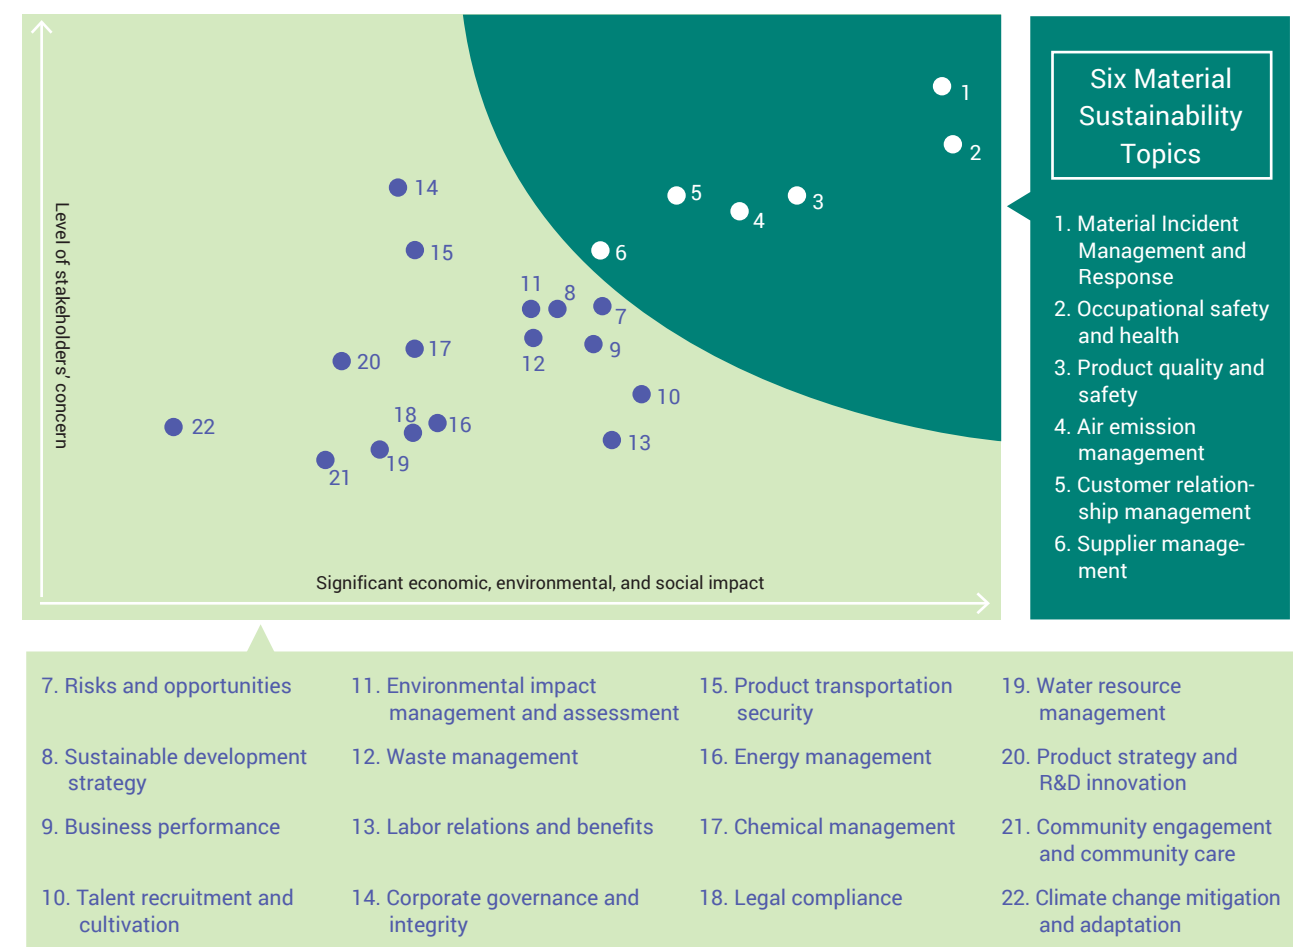 Level of stakeholders' concern
1
2
3
4
5
6
14
15
11
8
7
12
9
17
20
10
18
16
22
13
19
21
Significant economic, environmental, and social impact
Six Material
Sustainability
Topics
1. Material Incident
Management and
Response
2. Occupational safety
and health
3. Product quality and
safety
4. Air emission
management
5. Customer relation-
ship management
6. Supplier manage-
ment
7. Risks and opportunities
8. Sustainable development
strategy
9. Business performance
10. Talent recruitment and
cultivation
11. Environmental impact
management and assessment
12. Waste management
13. Labor relations and benefits
14. Corporate governance and
integrity
15. Product transportation
security
16. Energy management
17. Chemical management
18. Legal compliance
19. Water resource
management
20. Product strategy and
R&D innovation
21. Community engagement
and community care
22. Climate change mitigation
and adaptation